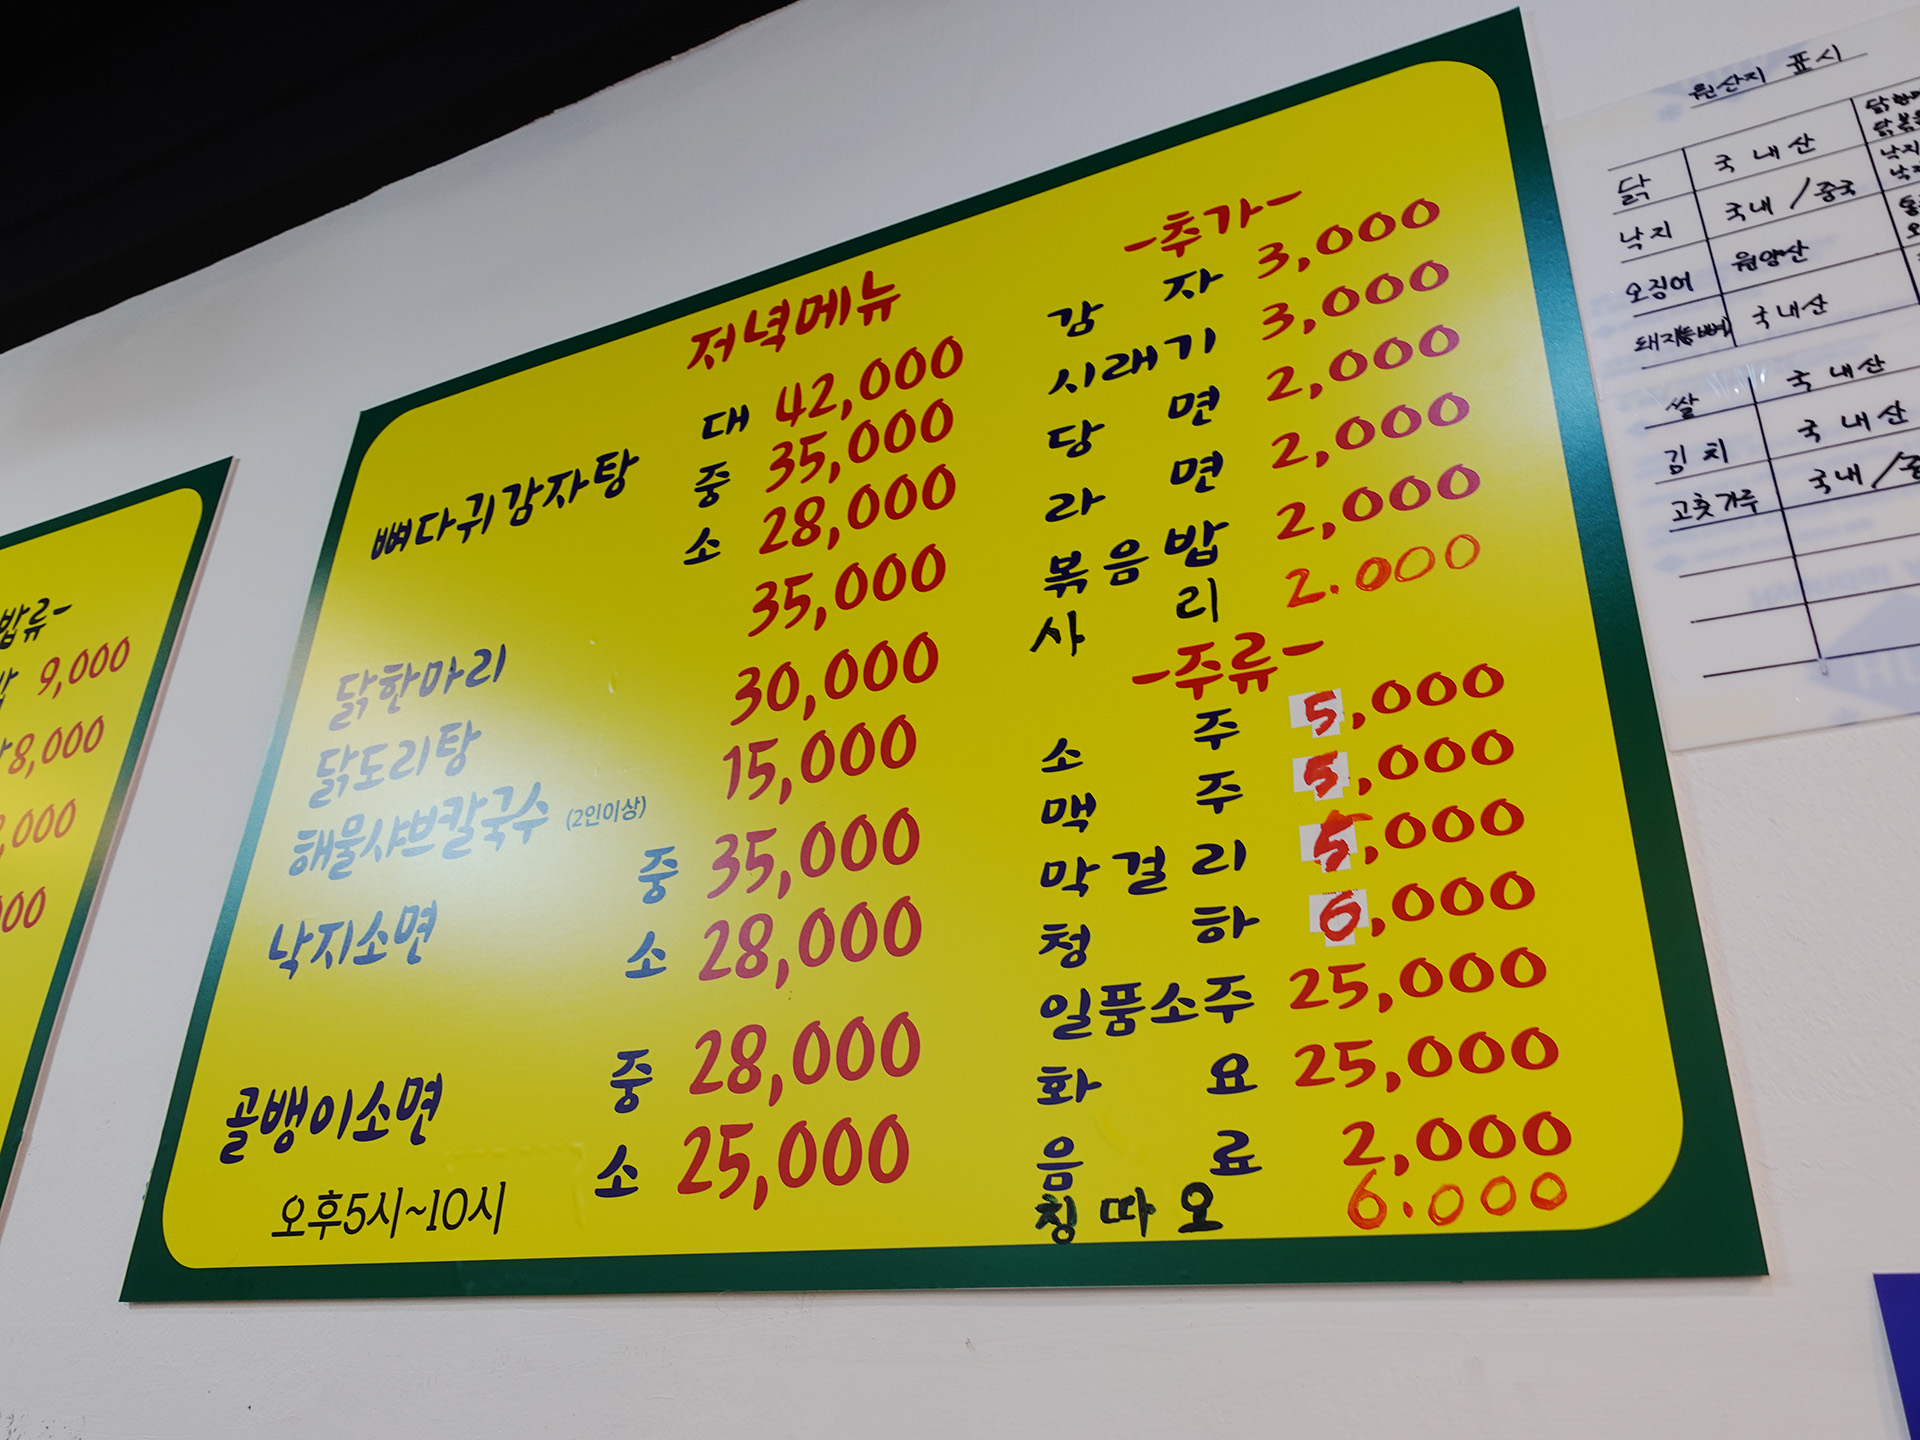 밥류-
9,000
8,000
,000
00
저녁메뉴
뼈다귀감자탕 대 42,000
중 35,000
소 28,000
닭한마리 35,000
닭도리탕 30,000
해물샤브칼국수 (2인이상) 15,000
낙지소면 중 35,000
소 28,000
골뱅이소면 중 28,000
소 25,000
오후5시~10시
-추가-
감자 3,000
시래기 3,000
당면 2,000
라면 2,000
볶음밥 2,000
사리 2.000
-주류-
소주 5,000
맥주 5,000
막걸리 5,000
청하 6,000
일품소주 25,000
화요 25,000
음료 2,000
칭따오 6.000
원산지 표시
닭 국내산
낙지 국내/중국
오징어 원양산
돼지등뼈 국내산
쌀 국내산
김치 국내산
고춧가루 국내/